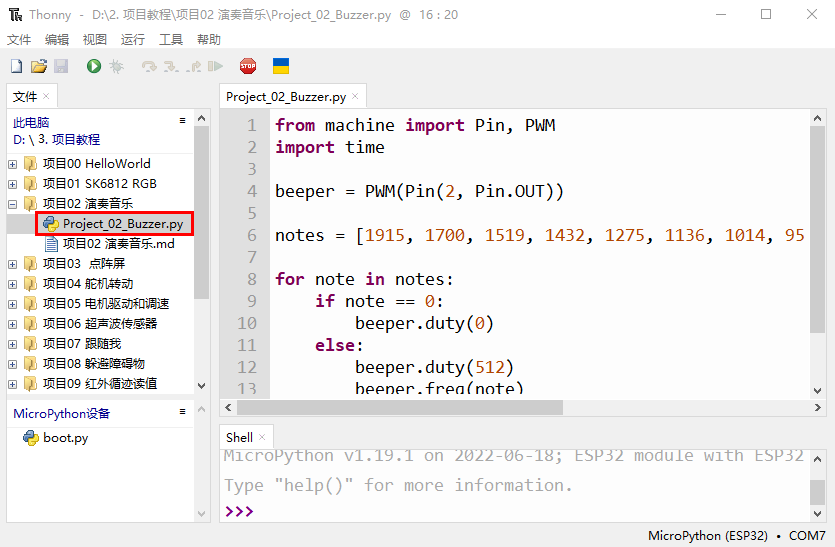 Thonny - D:\2. 项目教程\项目02 演奏音乐\Project_02_Buzzer.py @ 16 : 20
文件 编辑 视图 运行 工具 帮助
STOP
文件 ×
此电脑
D: \ 3. 项目教程
项目00 HelloWorld
项目01 SK6812 RGB
项目02 演奏音乐
Project_02_Buzzer.py
项目02 演奏音乐.md
项目03 点阵屏
项目04 舵机转动
项目05 电机驱动和调速
项目06 超声波传感器
项目07 跟随我
项目08 躲避障碍物
项目09 红外循迹读值
MicroPython设备
boot.py
Project_02_Buzzer.py ×
1 from machine import Pin, PWM
2 import time
3
4 beeper = PWM(Pin(2, Pin.OUT))
5
6 notes = [1915, 1700, 1519, 1432, 1275, 1136, 1014, 95
7
8 for note in notes:
9 if note == 0:
10 beeper.duty(0)
11 else:
12 beeper.duty(512)
13 beeper.freq(note)
Shell ×
MicroPython v1.19.1 on 2022-06-18; ESP32 module with ESP32
Type "help()" for more information.
>>>
MicroPython (ESP32) • COM7